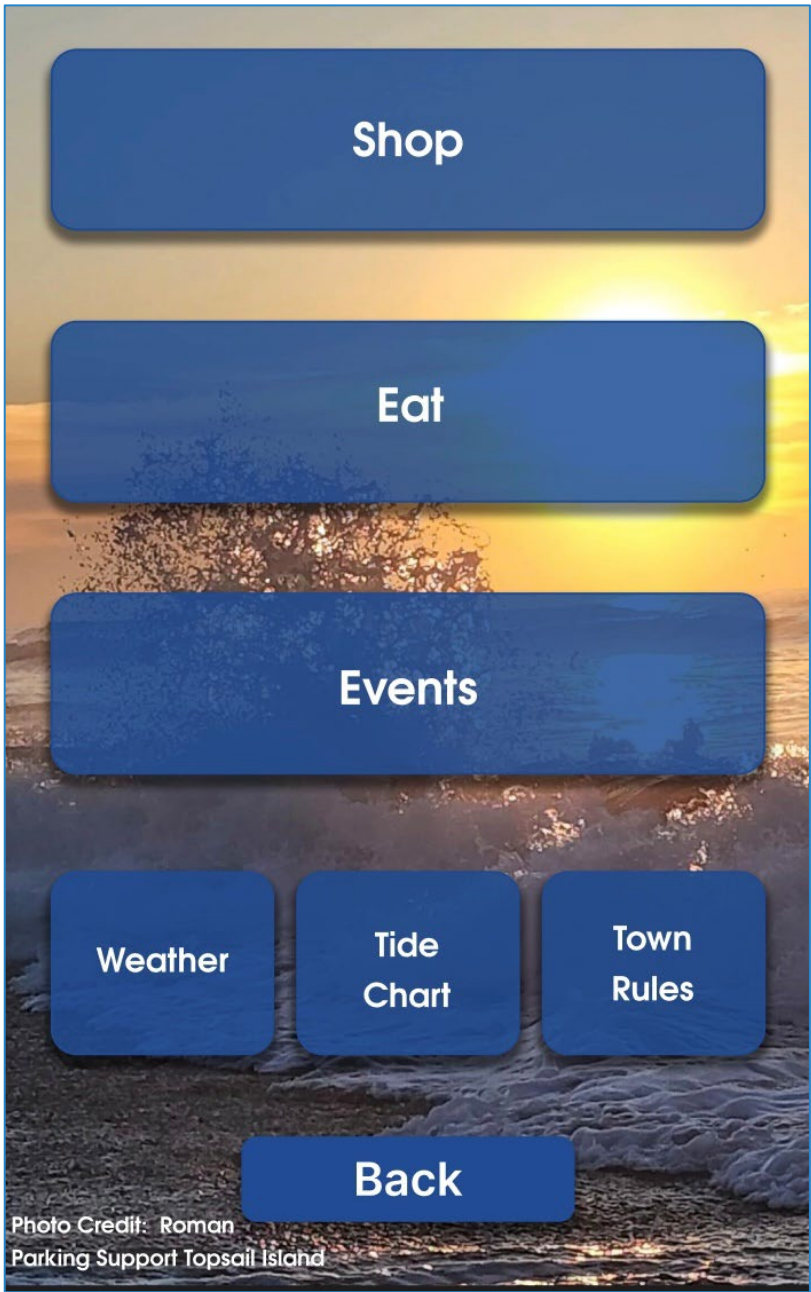 Shop
Eat
Events
Weather
Tide
Chart
Town
Rules
Back
Photo Credit: Roman
Parking Support Topsail Island